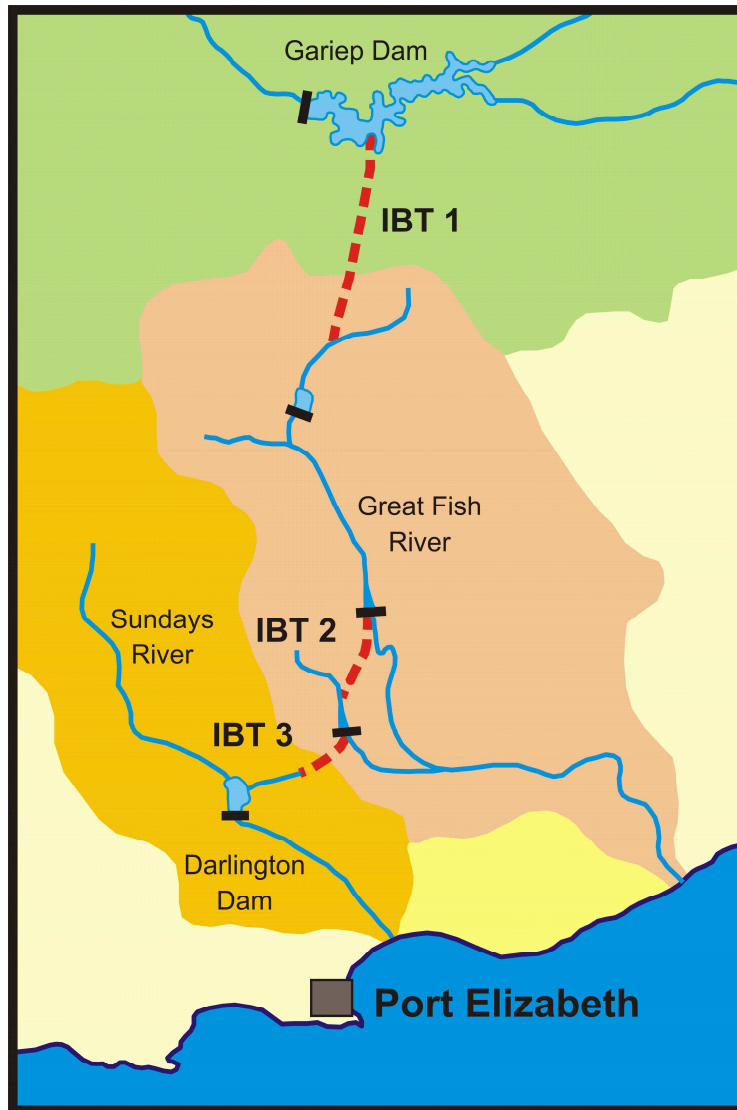 Gariep Dam
IBT 1
Great Fish
River
Sundays
River
IBT 2
IBT 3
Darlington
Dam
Port Elizabeth